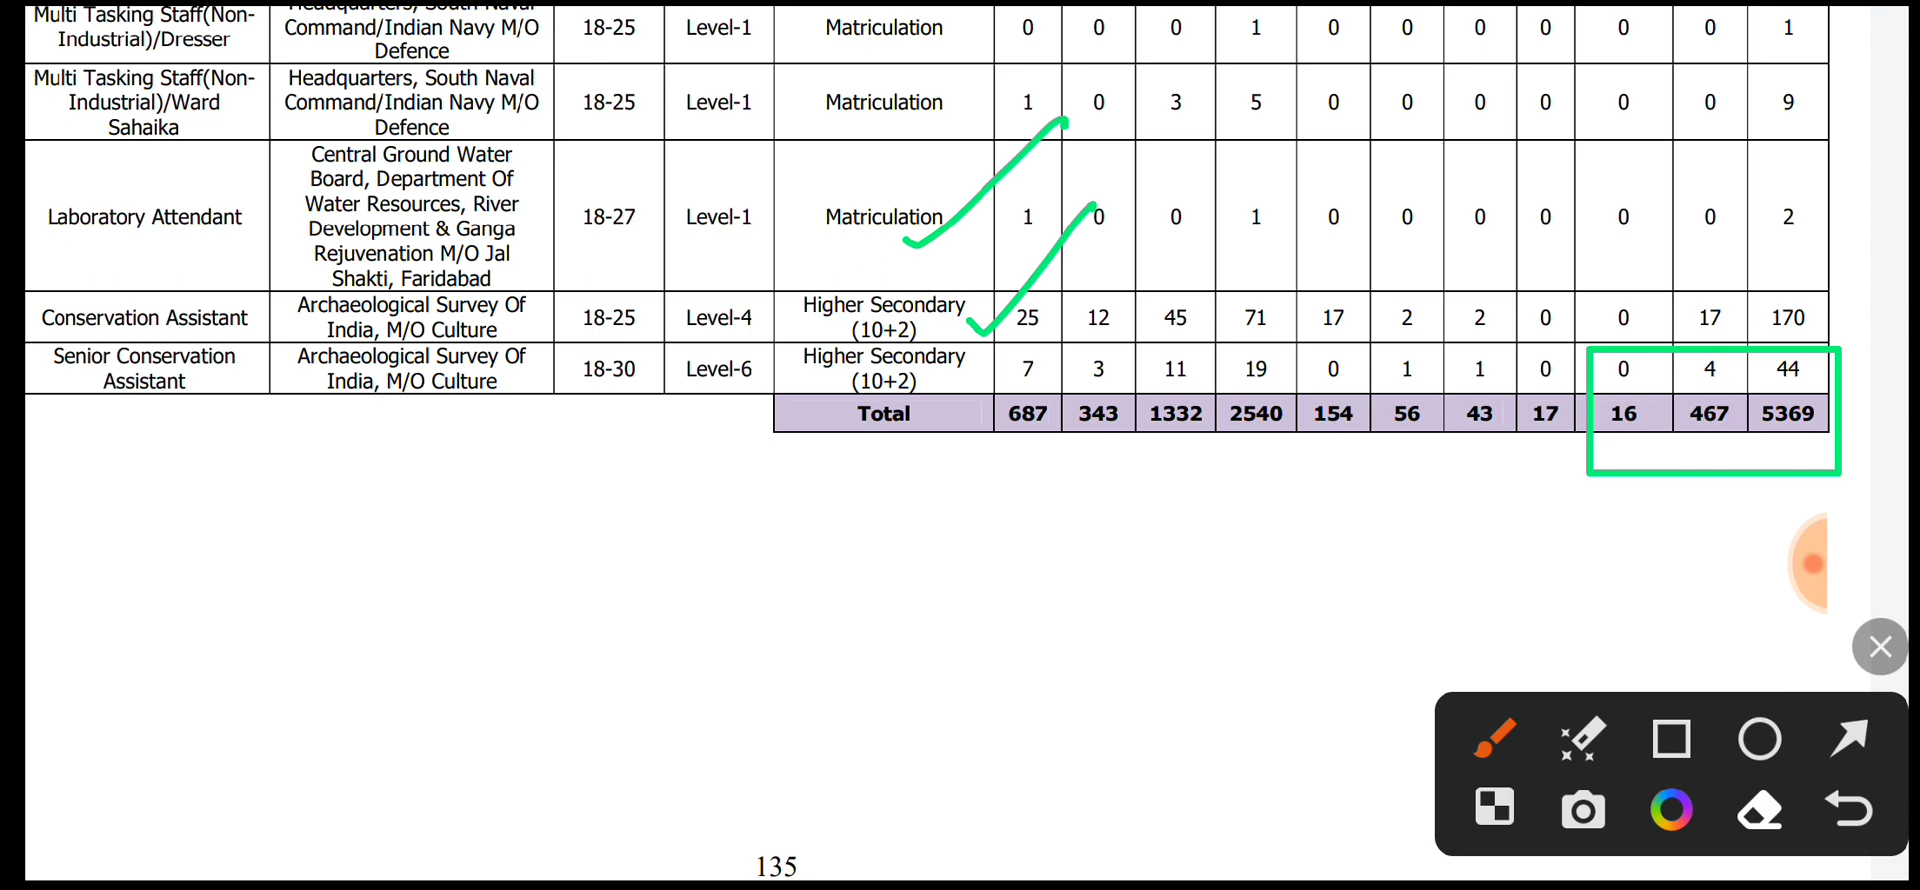 Multi Tasking Staff(Non-
Industrial)/Dresser
Command/Indian Navy M/O
Defence
18-25
Level-1
Matriculation
0 0 0 1 0 0 0 0 0 0 1
Multi Tasking Staff(Non-
Industrial)/Ward
Sahaika
Headquarters, South Naval
Command/Indian Navy M/O
Defence
18-25
Level-1
Matriculation
1 0 3 5 0 0 0 0 0 0 9
Laboratory Attendant
Central Ground Water
Board, Department Of
Water Resources, River
Development & Ganga
Rejuvenation M/O Jal
Shakti, Faridabad
18-27
Level-1
Matriculation
1 0 0 1 0 0 0 0 0 0 2
Conservation Assistant
Archaeological Survey Of
India, M/O Culture
18-25
Level-4
Higher Secondary
(10+2)
25 12 45 71 17 2 2 0 0 17 170
Senior Conservation
Assistant
Archaeological Survey Of
India, M/O Culture
18-30
Level-6
Higher Secondary
(10+2)
7 3 11 19 0 1 1 0 0 4 44
Total 687 343 1332 2540 154 56 43 17 16 467 5369
135